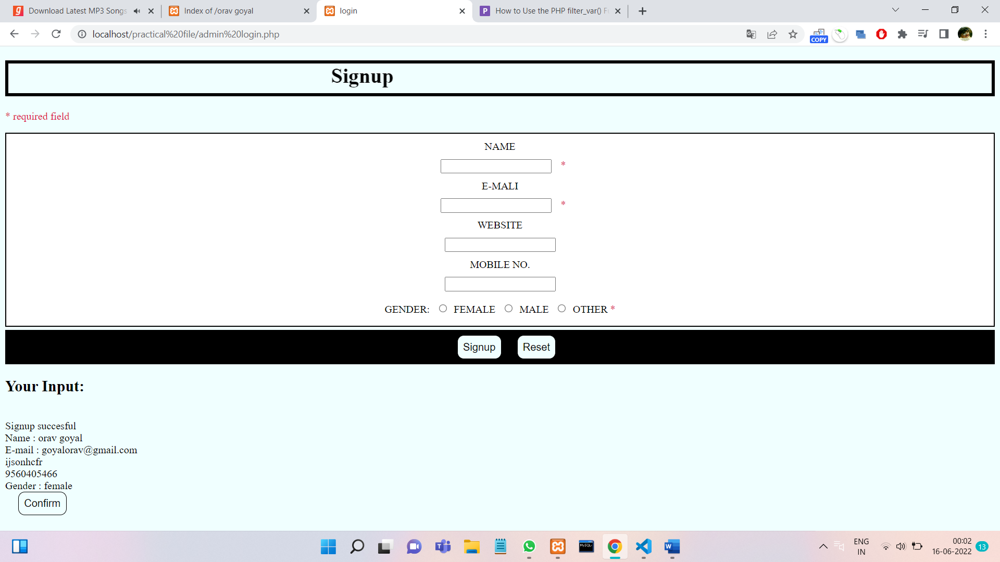 Download Latest MP3 Songs
Index of /orav goyal
login
How to Use the PHP filter_var() F
localhost/practical%20file/admin%20login.php
COPY
Signup
* required field
NAME
*
E-MALI
*
WEBSITE
MOBILE NO.
GENDER: FEMALE MALE OTHER *
Signup Reset
Your Input:
Signup succesful
Name : orav goyal
E-mail : goyalorav@gmail.com
ijsonhcfr
9560405466
Gender : female
Confirm
ENG
IN
00:02
16-06-2022
13